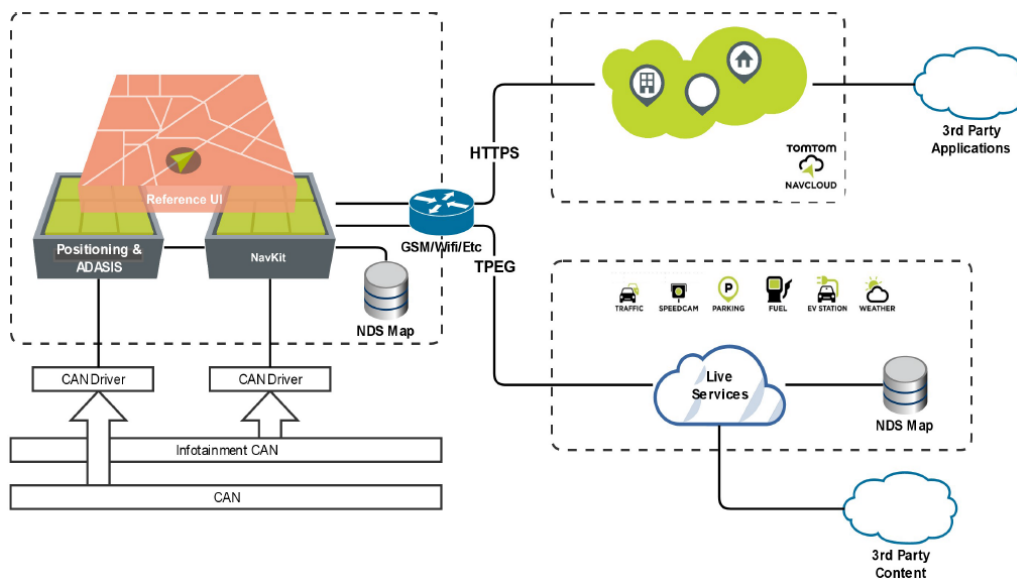 Reference UI
Positioning &
ADASIS
NavKit
NDS Map
CAN Driver
CAN Driver
Infotainment CAN
CAN
HTTPS
GSM/Wifi/Etc
TPEG
TOMTOM
NAVCLOUD
3rd Party
Applications
TRAFFIC
SPEEDCAM
P
PARKING
FUEL
EV STATION
WEATHER
Live
Services
NDS Map
3rd Party
Content